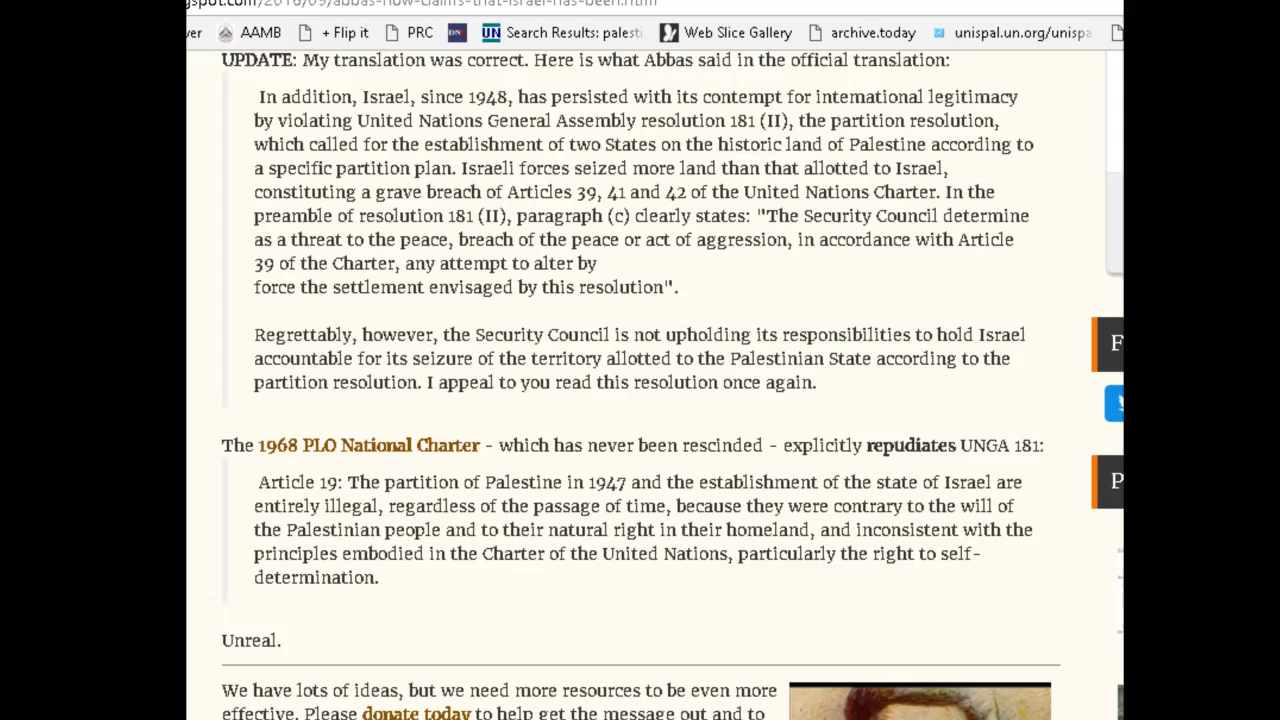 gspot.com/2016/09/abbas-now-claims-that-israel-has-been.html
ver AAMB + Flip it PRC DN! UN Search Results: palesti Web Slice Gallery archive.today unispal.un.org/unispa
UPDATE: My translation was correct. Here is what Abbas said in the official translation:
In addition, Israel, since 1948, has persisted with its contempt for international legitimacy
by violating United Nations General Assembly resolution 181 (II), the partition resolution,
which called for the establishment of two States on the historic land of Palestine according to
a specific partition plan. Israeli forces seized more land than that allotted to Israel,
constituting a grave breach of Articles 39, 41 and 42 of the United Nations Charter. In the
preamble of resolution 181 (II), paragraph (c) clearly states: "The Security Council determine
as a threat to the peace, breach of the peace or act of aggression, in accordance with Article
39 of the Charter, any attempt to alter by
force the settlement envisaged by this resolution".
Regrettably, however, the Security Council is not upholding its responsibilities to hold Israel
accountable for its seizure of the territory allotted to the Palestinian State according to the
partition resolution. I appeal to you read this resolution once again.
The 1968 PLO National Charter - which has never been rescinded - explicitly repudiates UNGA 181:
Article 19: The partition of Palestine in 1947 and the establishment of the state of Israel are
entirely illegal, regardless of the passage of time, because they were contrary to the will of
the Palestinian people and to their natural right in their homeland, and inconsistent with the
principles embodied in the Charter of the United Nations, particularly the right to self-
determination.
Unreal.
We have lots of ideas, but we need more resources to be even more
effective. Please donate today to help get the message out and to
F
P